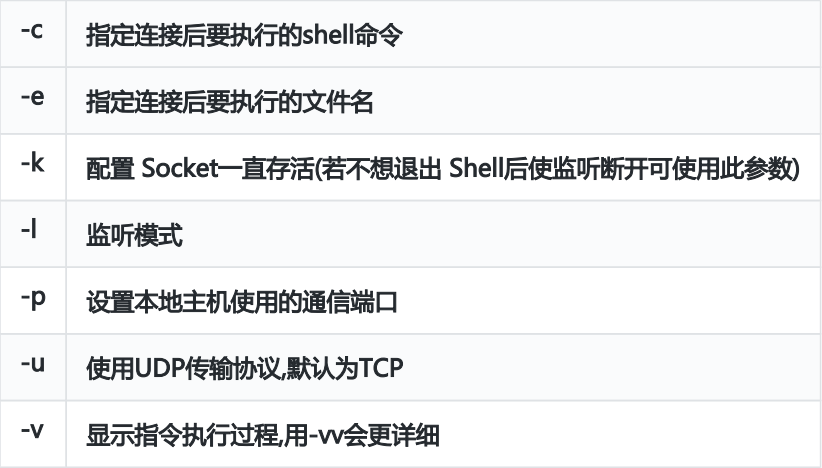 -c 指定连接后要执行的shell命令
-e 指定连接后要执行的文件名
-k 配置 Socket一直存活(若不想退出 Shell后使监听断开可使用此参数)
-l 监听模式
-p 设置本地主机使用的通信端口
-u 使用UDP传输协议,默认为TCP
-v 显示指令执行过程,用-vv会更详细